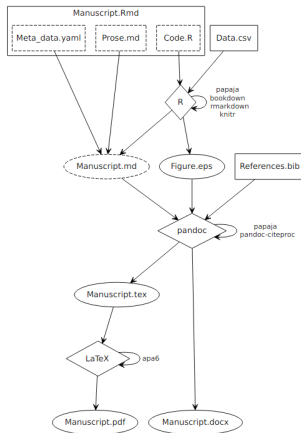 Manuscript.Rmd
Meta_data.yaml
Prose.md
Code.R
Data.csv
R
papaja
bookdown
rmarkdown
knitr
Manuscript.md
Figure.eps
References.bib
pandoc
papaja
pandoc-citeproc
Manuscript.tex
LaTeX
apa6
Manuscript.pdf
Manuscript.docx